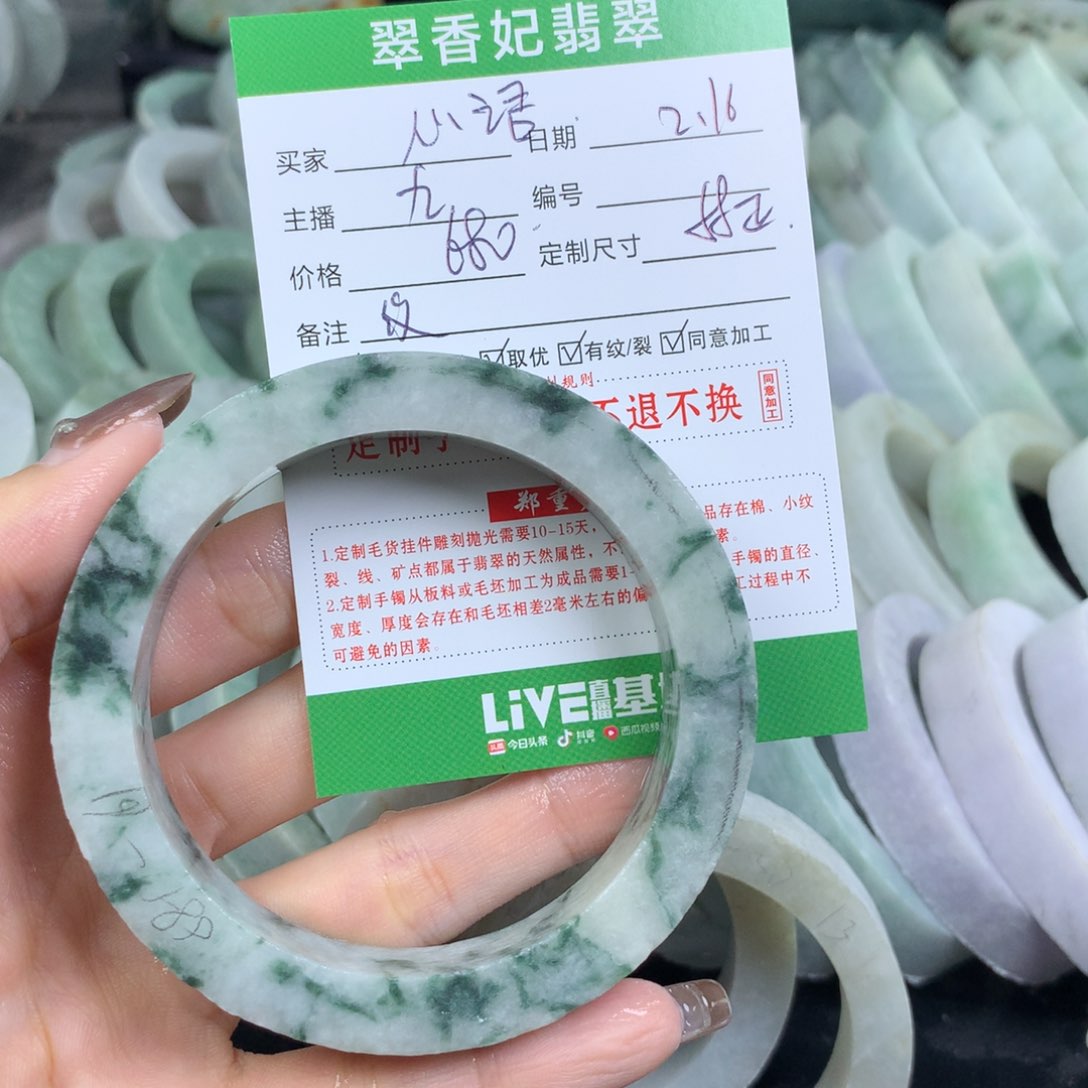 翠香妃翡翠
买家 心语 日期 2.16
主播 九 编号
价格 680 定制尺寸
备注
取优 ☑有纹/裂 ☑同意加工
规则
定制 不退不换 同意加工
郑重
1.定制毛货挂件雕刻抛光需要10-15天, 品存在棉、小纹
裂、线、矿点都属于翡翠的天然属性,不 素。
2.定制手镯从板料或毛坯加工为成品需要1- 手镯的直径、
宽度、厚度会存在和毛坯相差2毫米左右的偏 工过程中不
可避免的因素。
LiVE直播基
今日头条 抖音 西瓜视频
188
13